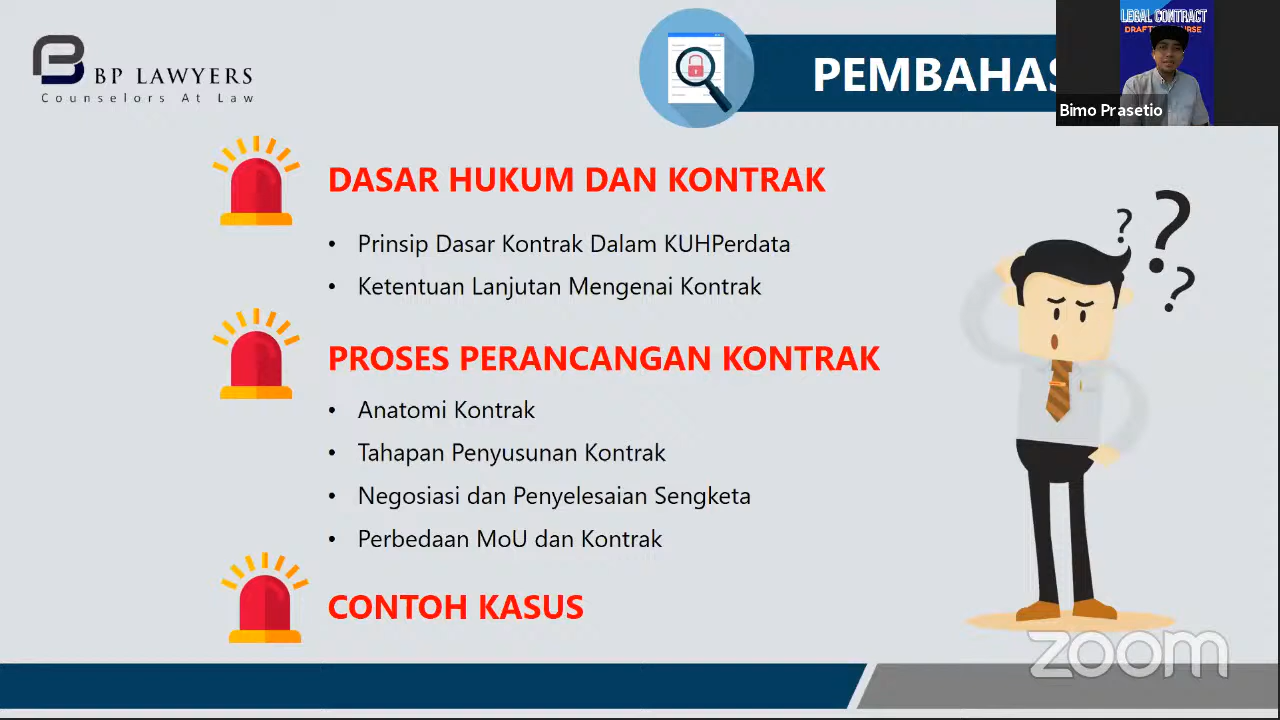 BP LAWYERS
Counselors At Law
PEMBAHAS
LEGAL CONTRACT
Bimo Prasetio
DASAR HUKUM DAN KONTRAK
• Prinsip Dasar Kontrak Dalam KUHPerdata
• Ketentuan Lanjutan Mengenai Kontrak
PROSES PERANCANGAN KONTRAK
• Anatomi Kontrak
• Tahapan Penyusunan Kontrak
• Negosiasi dan Penyelesaian Sengketa
• Perbedaan MoU dan Kontrak
CONTOH KASUS
? ? ?
zoom